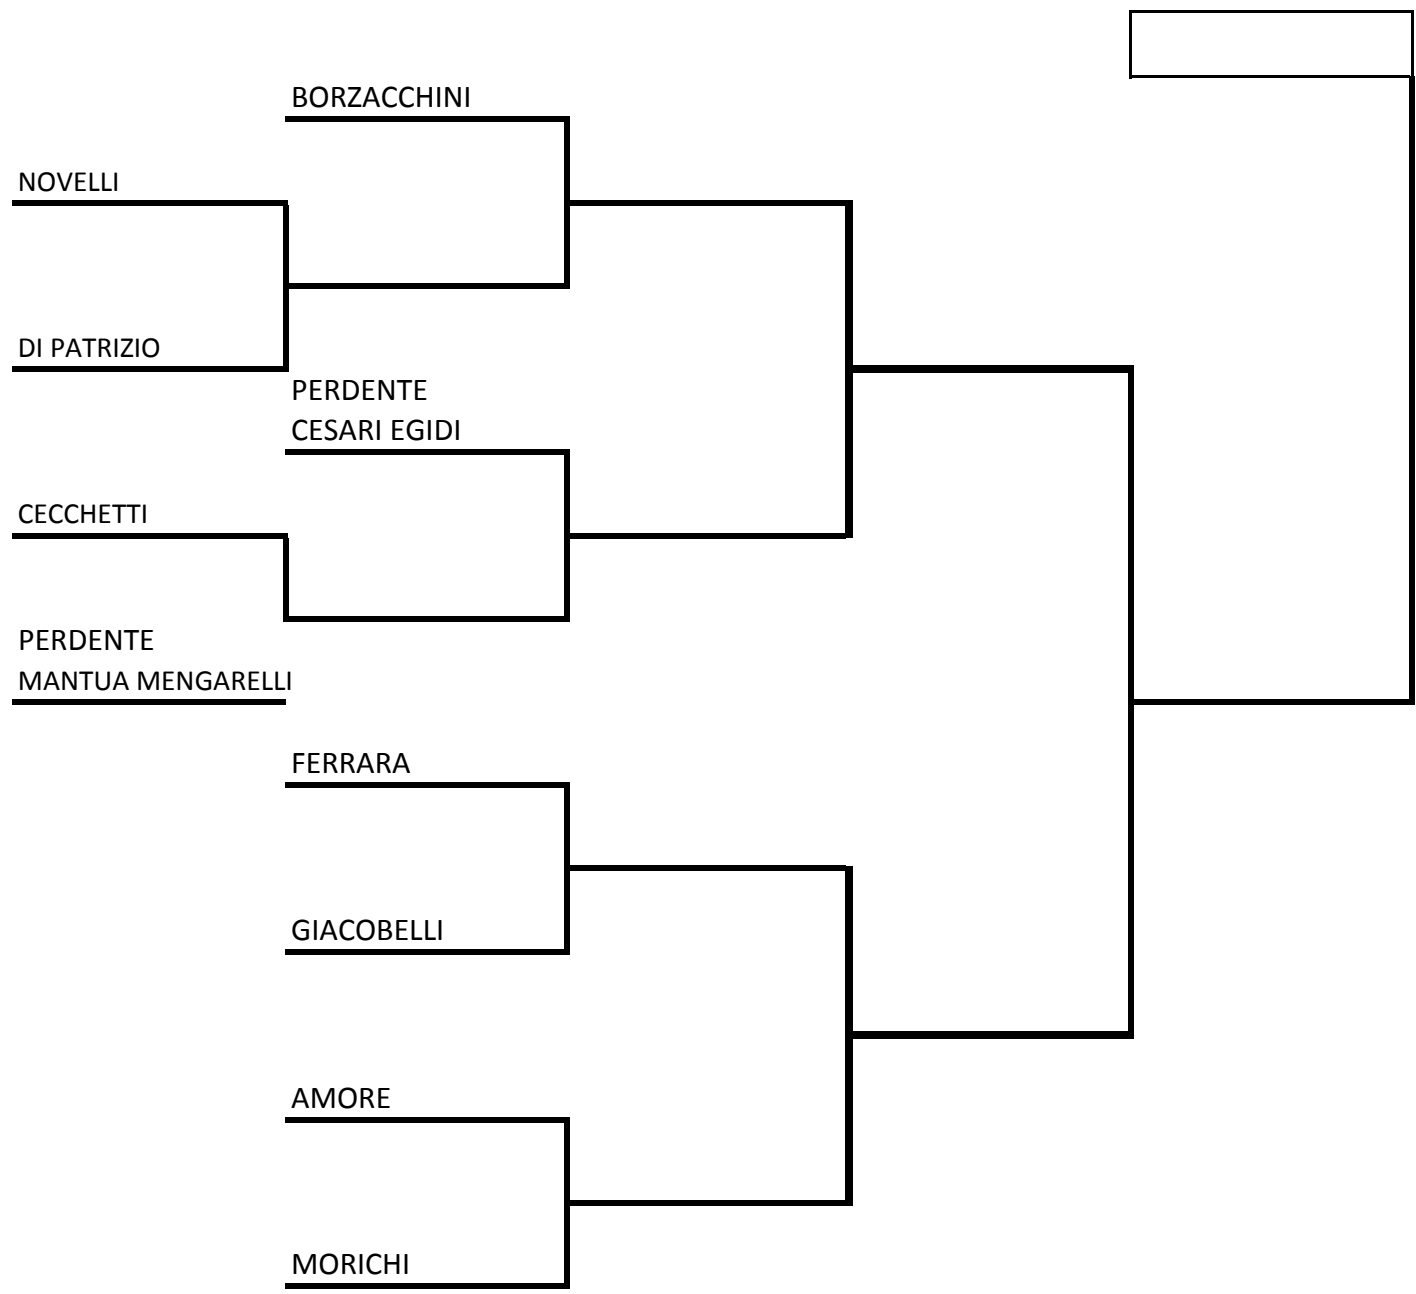 BORZACCHINI
NOVELLI
DI PATRIZIO
PERDENTE
CESARI EGIDI
CECCHETTI
PERDENTE
MANTUA MENGARELLI
FERRARA
GIACOBELLI
AMORE
MORICHI